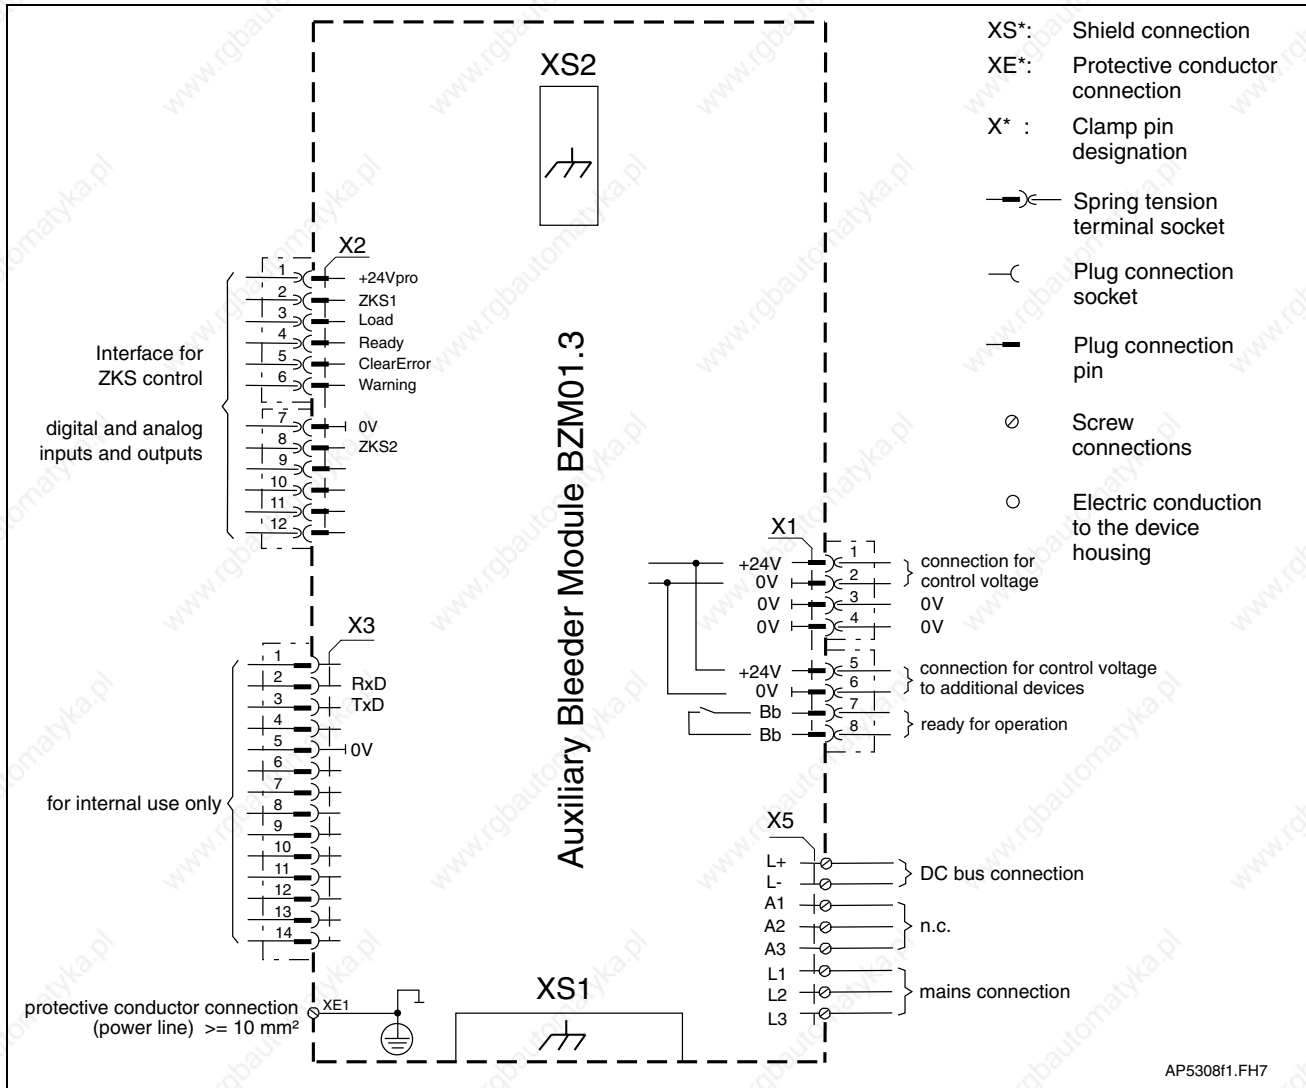 XS*: Shield connection
XE*: Protective conductor
connection
X* : Clamp pin
designation
Spring tension
terminal socket
Plug connection
socket
Plug connection
pin
Screw
connections
Electric conduction
to the device
housing
XS2
Auxiliary Bleeder Module BZM01.3
X2
1 +24Vpro
2 ZKS1
3 Load
4 Ready
5 ClearError
6 Warning
7 0V
8 ZKS2
9
10
11
12
Interface for
ZKS control
digital and analog
inputs and outputs
X3
1
2 RxD
3 TxD
4
5 0V
6
7
8
9
10
11
12
13
14
for internal use only
X1
+24V 1 connection for
0V 2 control voltage
0V 3 0V
0V 4 0V
+24V 5 connection for control voltage
0V 6 to additional devices
Bb 7 ready for operation
Bb 8
X5
L+
L-
DC bus connection
A1
A2
A3
n.c.
L1
L2
L3
mains connection
protective conductor connection
(power line) >= 10 mm²
XE1
XS1
AP5308f1.FH7
www.rgbautomatyka.pl